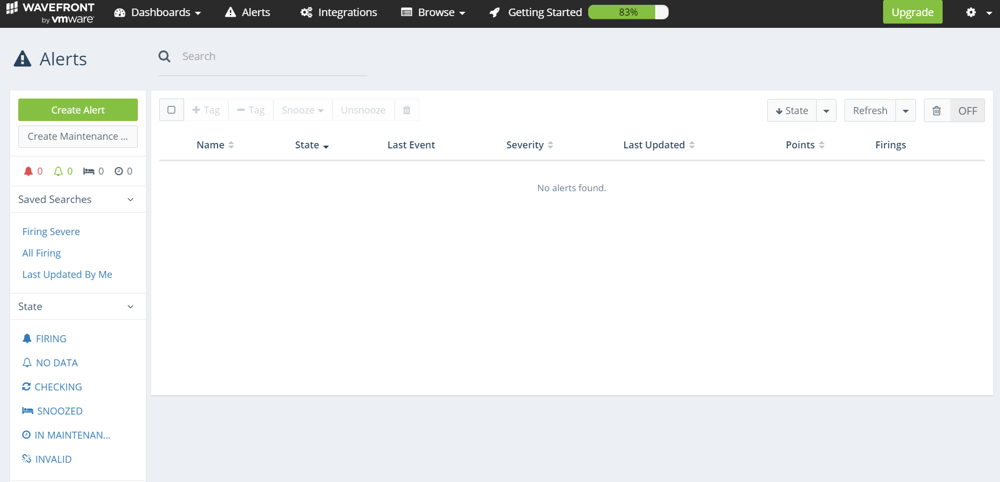 WAVEFRONT
by vmware
Dashboards
Alerts
Integrations
Browse
Getting Started
83%
Upgrade
Alerts
Search
Create Alert
Create Maintenance ...
0 0 0 0
Saved Searches
Firing Severe
All Firing
Last Updated By Me
State
FIRING
NO DATA
CHECKING
SNOOZED
IN MAINTENAN...
INVALID
Tag
Tag
Snooze
Unsnooze
State
Refresh
OFF
Name State Last Event Severity Last Updated Points Firings
No alerts found.